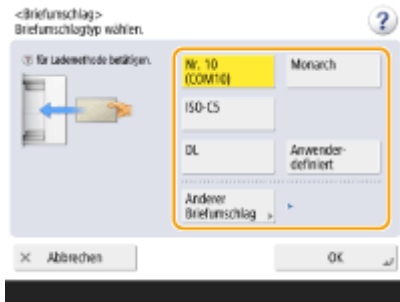 <Briefumschlag>
Briefumschlagtyp wählen.
? für Lademethode betätigen.
Nr. 10
(COM10)
Monarch
ISO-C5
DL
Anwender-
definiert
Anderer
Briefumschlag
Abbrechen
OK